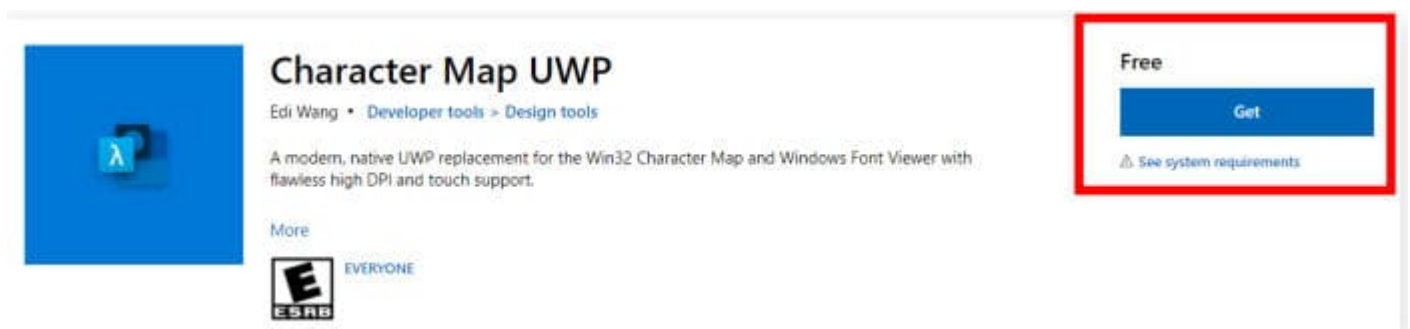 Character Map UWP
Edi Wang • Developer tools > Design tools
A modern, native UWP replacement for the Win32 Character Map and Windows Font Viewer with
flawless high DPI and touch support.
More
E
EVERYONE
ESRB
Free
Get
⚠ See system requirements
λ